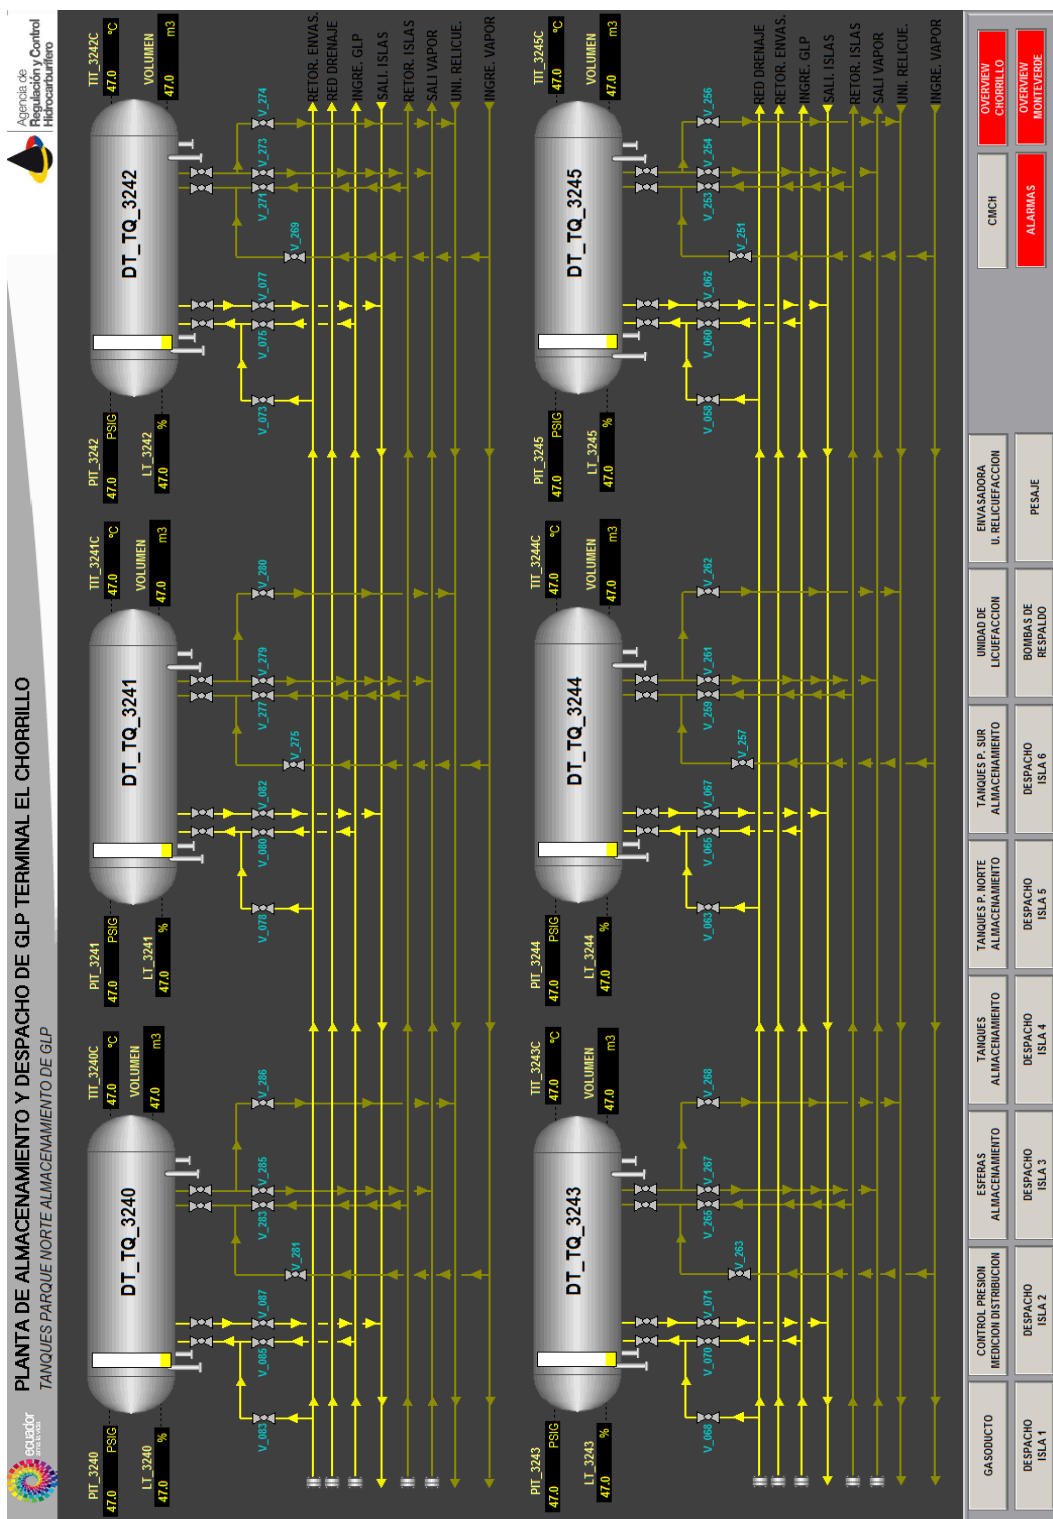 ecuador
ama la vida
PLANTA DE ALMACENAMIENTO Y DESPACHO DE GLP TERMINAL EL CHORRILLO
TANQUES PARQUE NORTE ALMACENAMIENTO DE GLP
Agencia de
Regulación y Control
Hidrocarburífero
PIT_3240
47.0 PSIG
LT_3240
47.0 %
DT_TQ_3240
TIT_3240C
47.0 ºC
VOLUMEN
47.0 m3
V_083
V_085
V_087
V_281
V_283
V_285
V_286
PIT_3241
47.0 PSIG
LT_3241
47.0 %
DT_TQ_3241
TIT_3241C
47.0 ºC
VOLUMEN
47.0 m3
V_078
V_080
V_082
V_275
V_277
V_279
V_280
PIT_3242
47.0 PSIG
LT_3242
47.0 %
DT_TQ_3242
TIT_3242C
47.0 ºC
VOLUMEN
47.0 m3
V_073
V_075
V_077
V_269
V_271
V_273
V_274
RETOR. ENVAS.
RED DRENAJE
INGRE. GLP
SALI. ISLAS
RETOR. ISLAS
SALI VAPOR
UNI. RELICUE.
INGRE. VAPOR
PIT_3243
47.0 PSIG
LT_3243
47.0 %
DT_TQ_3243
TIT_3243C
47.0 ºC
VOLUMEN
47.0 m3
V_068
V_070
V_071
V_263
V_265
V_267
V_268
PIT_3244
47.0 PSIG
LT_3244
47.0 %
DT_TQ_3244
TIT_3244C
47.0 ºC
VOLUMEN
47.0 m3
V_063
V_065
V_067
V_257
V_259
V_261
V_262
PIT_3245
47.0 PSIG
LT_3245
47.0 %
DT_TQ_3245
TIT_3245C
47.0 ºC
VOLUMEN
47.0 m3
V_058
V_060
V_062
V_251
V_253
V_254
V_256
RED DRENAJE
RETOR. ENVAS.
INGRE. GLP
SALI. ISLAS
RETOR. ISLAS
SALI VAPOR
UNI. RELICUE.
INGRE. VAPOR
GASODUCTO
CONTROL PRESION
MEDICION DISTRIBUCION
ESFERAS
ALMACENAMIENTO
TANQUES
ALMACENAMIENTO
TANQUES P. NORTE
ALMACENAMIENTO
TANQUES P. SUR
ALMACENAMIENTO
UNIDAD DE
LICUEFACCION
ENVASADORA
U. RELICUEFACCION
CMCH
OVERVIEW
CHORRILLO
DESPACHO
ISLA 1
DESPACHO
ISLA 2
DESPACHO
ISLA 3
DESPACHO
ISLA 4
DESPACHO
ISLA 5
DESPACHO
ISLA 6
BOMBAS DE
RESPALDO
PESAJE
ALARMAS
OVERVIEW
MONTEVERDE